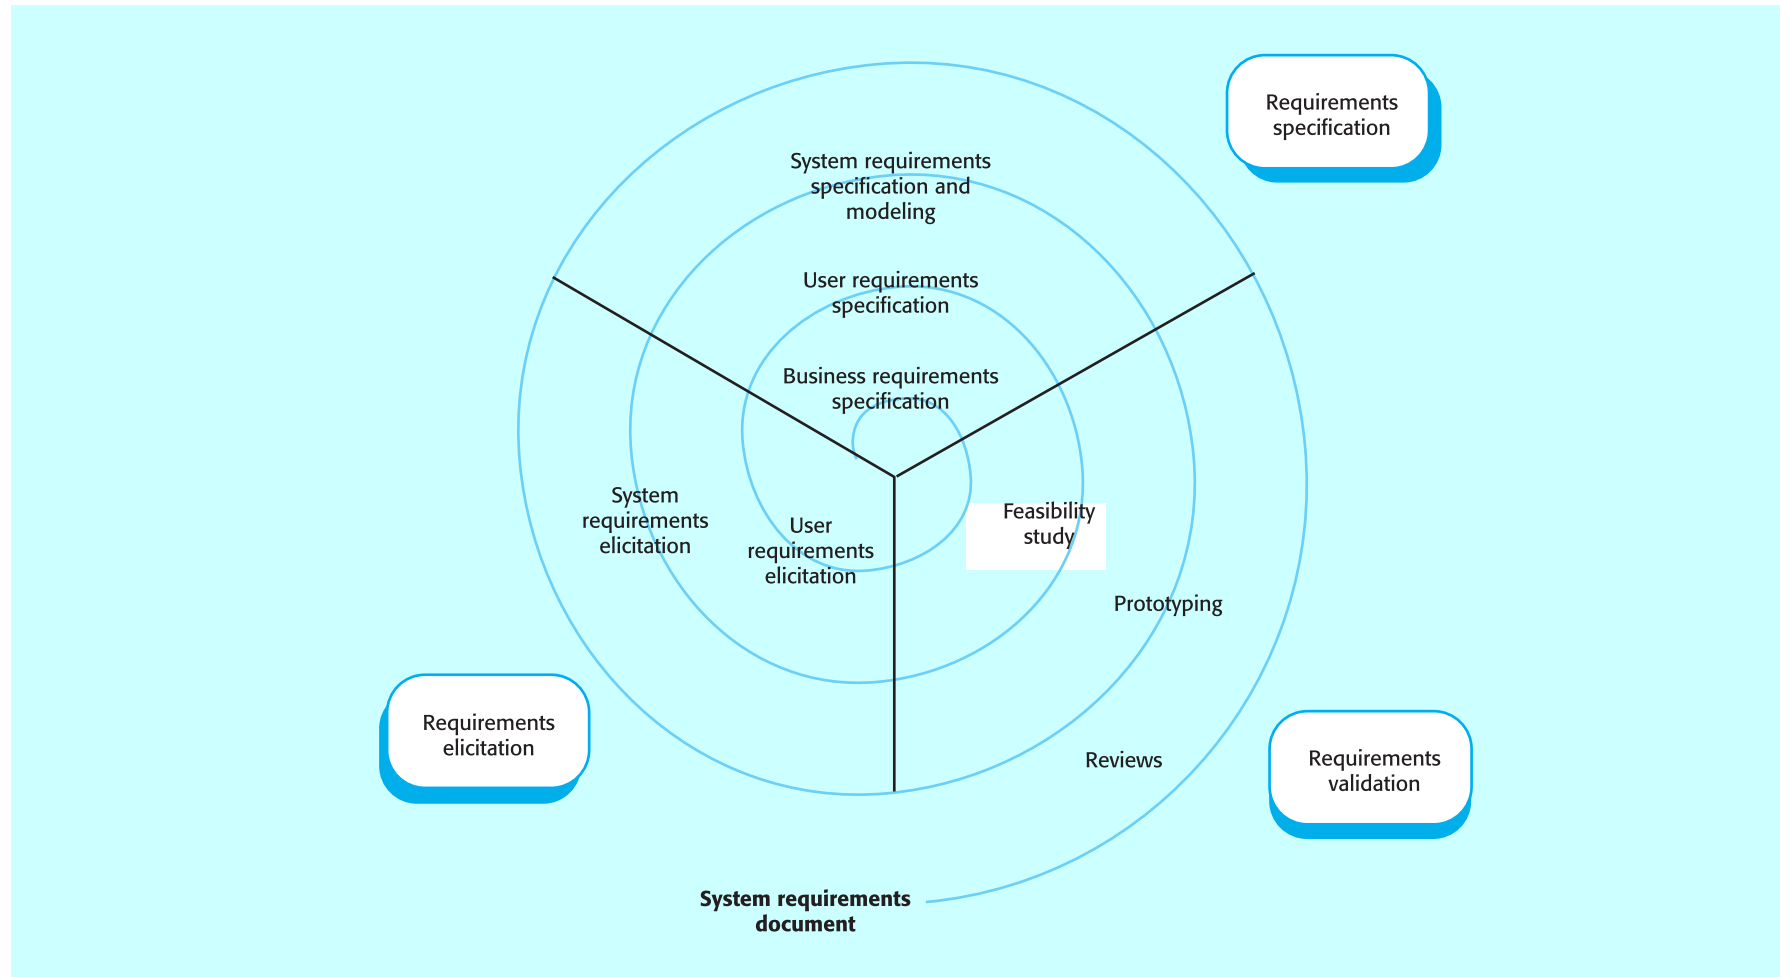 Requirements
specification
System requirements
specification and
modeling
User requirements
specification
Business requirements
specification
System
requirements
elicitation
User
requirements
elicitation
Feasibility
study
Prototyping
Reviews
Requirements
elicitation
Requirements
validation
System requirements
document